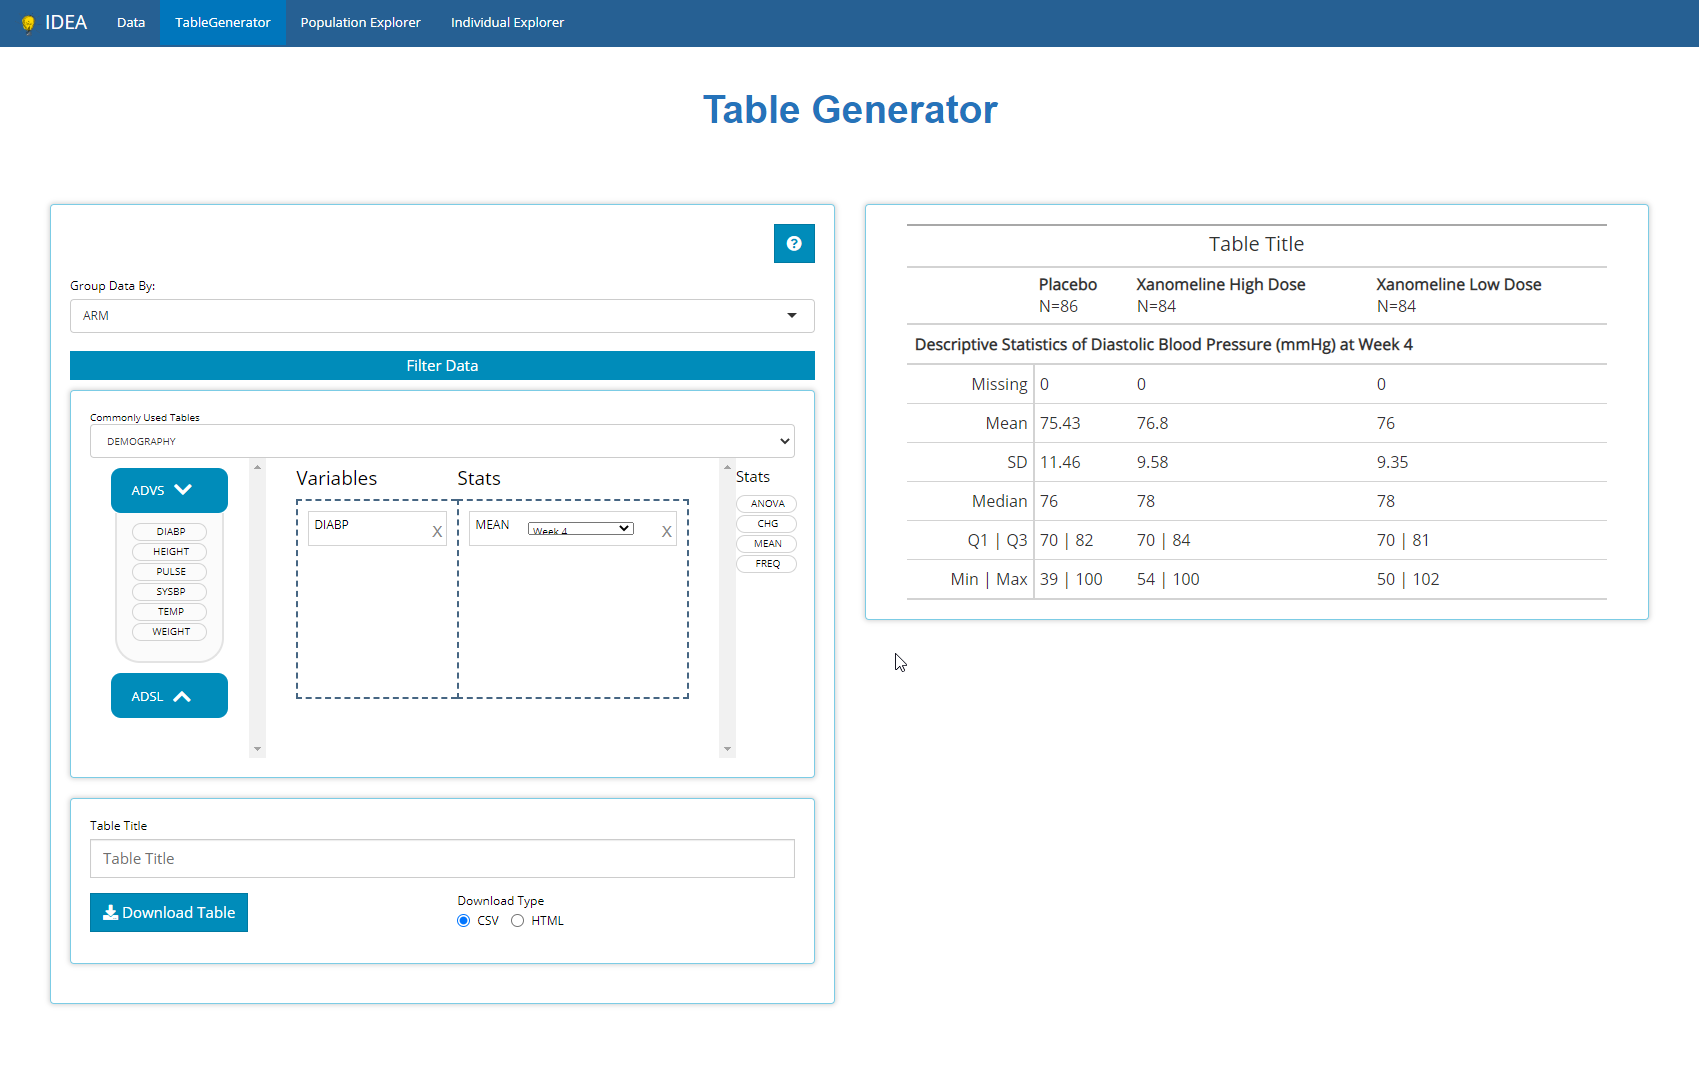 IDEA Data TableGenerator Population Explorer Individual Explorer
Table Generator
?
Group Data By:
ARM
Filter Data
Commonly Used Tables
DEMOGRAPHY
ADVS
DIABP
HEIGHT
PULSE
SYSBP
TEMP
WEIGHT
ADSL
Variables Stats
DIABP X MEAN Week 4 X
Stats
ANOVA
CHG
MEAN
FREQ
Table Title
Table Title
Download Table
Download Type
CSV HTML
Table Title
Placebo Xanomeline High Dose Xanomeline Low Dose
N=86 N=84 N=84
Descriptive Statistics of Diastolic Blood Pressure (mmHg) at Week 4
Missing 0 0 0
Mean 75.43 76.8 76
SD 11.46 9.58 9.35
Median 76 78 78
Q1 | Q3 70 | 82 70 | 84 70 | 81
Min | Max 39 | 100 54 | 100 50 | 102